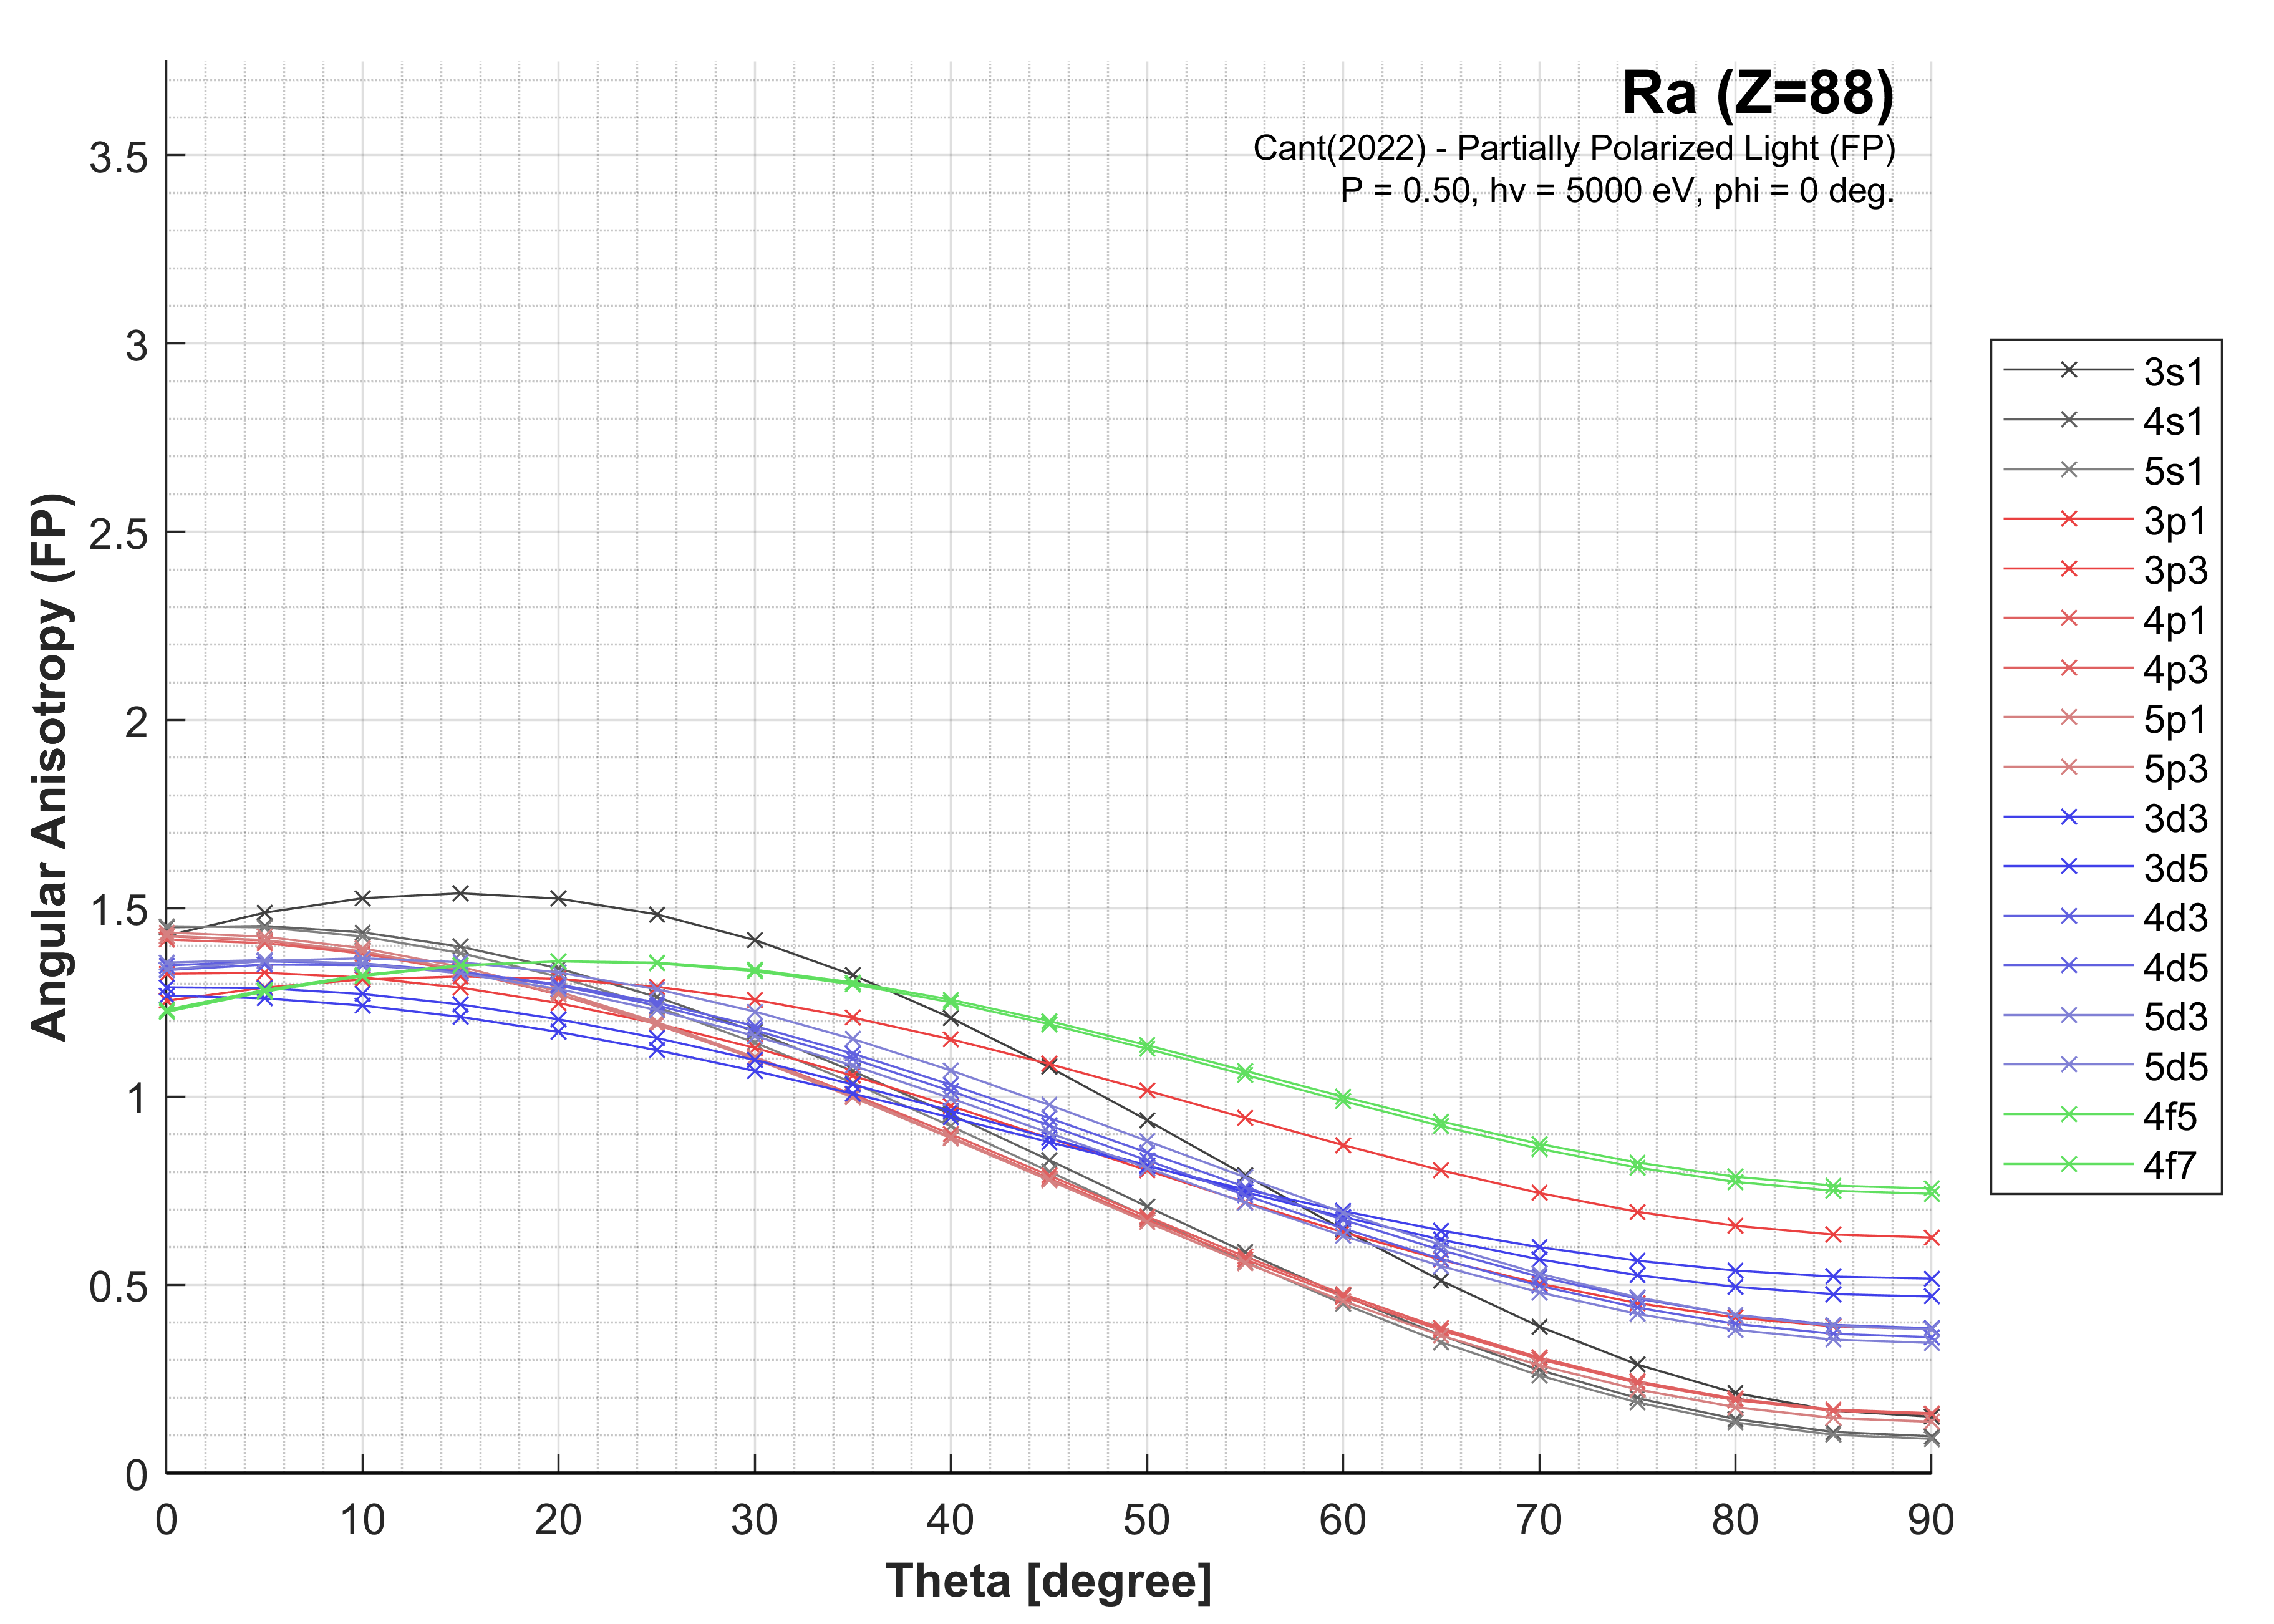 Ra (Z=88)
Cant(2022) - Partially Polarized Light (FP)
P = 0.50, hv = 5000 eV, phi = 0 deg.
Angular Anisotropy (FP)
3.5
3
2.5
2
1.5
1
0.5
0
0 10 20 30 40 50 60 70 80 90
Theta [degree]
3s1
4s1
5s1
3p1
3p3
4p1
4p3
5p1
5p3
3d3
3d5
4d3
4d5
5d3
5d5
4f5
4f7